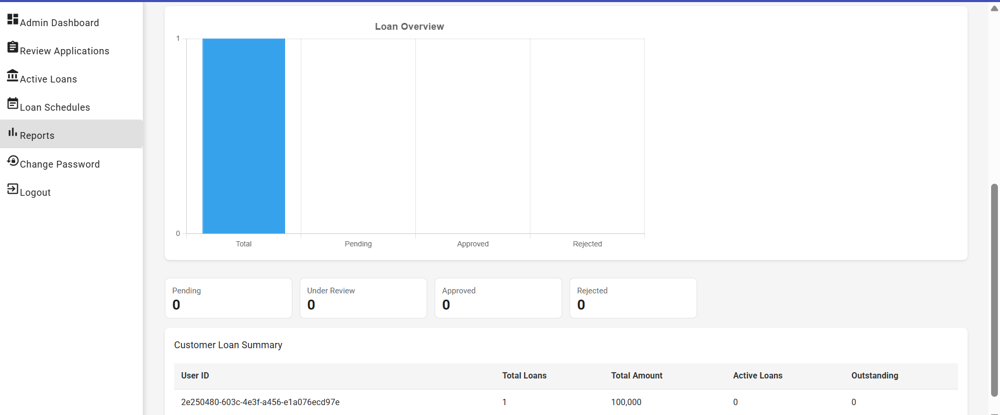 Admin Dashboard
Review Applications
Active Loans
Loan Schedules
Reports
Change Password
Logout
Loan Overview
1
0
Total Pending Approved Rejected
Pending Under Review Approved Rejected
0 0 0 0
Customer Loan Summary
User ID Total Loans Total Amount Active Loans Outstanding
2e250480-603c-4e3f-a456-e1a076ecd97e 1 100,000 0 0